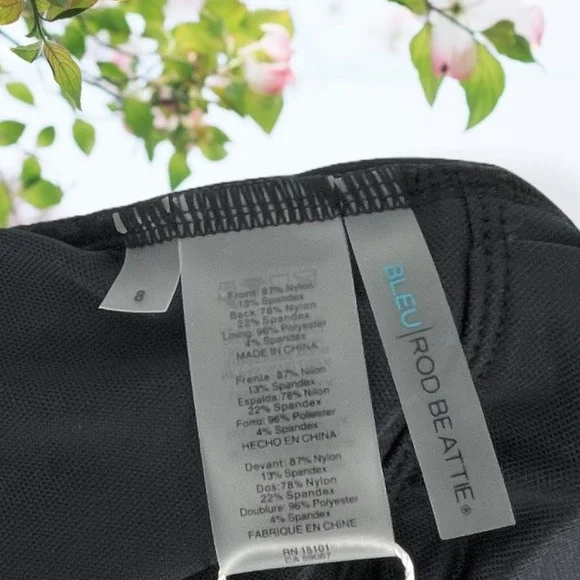 8
Front: 87% Nylon
13% Spandex
Back: 78% Nylon
22% Spandex
Lining: 96% Polyester
4% Spandex
MADE IN CHINA
Frente: 87% Nilon
13% Spandex
Espalda: 78% Nilon
22% Spandex
Forro: 96% Poliester
4% Spandex
HECHO EN CHINA
Devant: 87% Nylon
13% Spandex
Dos: 78% Nylon
22% Spandex
Doublure: 96% Polyester
4% Spandex
FABRIQUE EN CHINE
RN 15101
CA
BLEU|ROD BEATTIE®